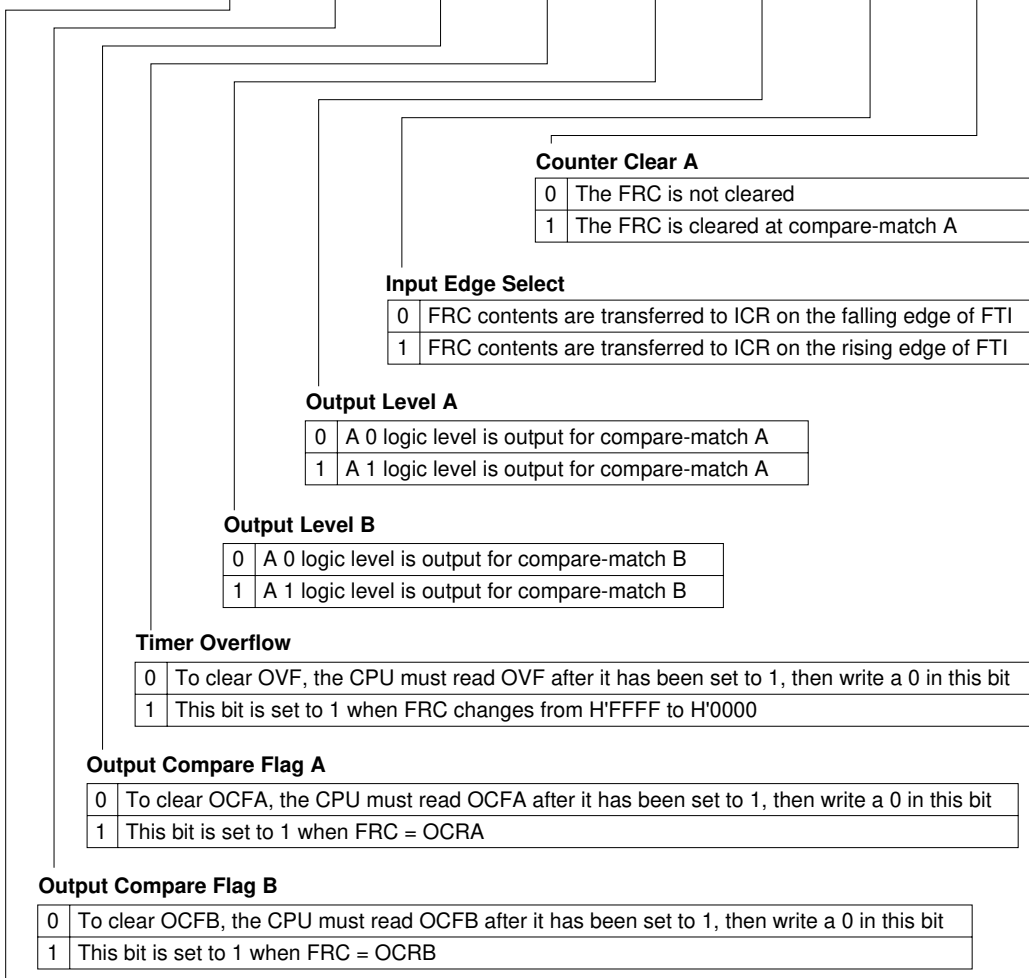 Counter Clear A
0 The FRC is not cleared
1 The FRC is cleared at compare-match A
Input Edge Select
0 FRC contents are transferred to ICR on the falling edge of FTI
1 FRC contents are transferred to ICR on the rising edge of FTI
Output Level A
0 A 0 logic level is output for compare-match A
1 A 1 logic level is output for compare-match A
Output Level B
0 A 0 logic level is output for compare-match B
1 A 1 logic level is output for compare-match B
Timer Overflow
0 To clear OVF, the CPU must read OVF after it has been set to 1, then write a 0 in this bit
1 This bit is set to 1 when FRC changes from H'FFFF to H'0000
Output Compare Flag A
0 To clear OCFA, the CPU must read OCFA after it has been set to 1, then write a 0 in this bit
1 This bit is set to 1 when FRC = OCRA
Output Compare Flag B
0 To clear OCFB, the CPU must read OCFB after it has been set to 1, then write a 0 in this bit
1 This bit is set to 1 when FRC = OCRB